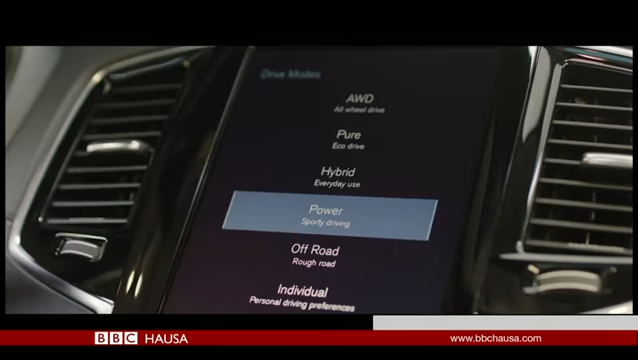 Drive Modes
AWD
All wheel drive
Pure
Eco drive
Hybrid
Everyday use
Power
Sporty driving
Off Road
Rough road
Individual
Personal driving preferences
BBC HAUSA
www.bbchausa.com